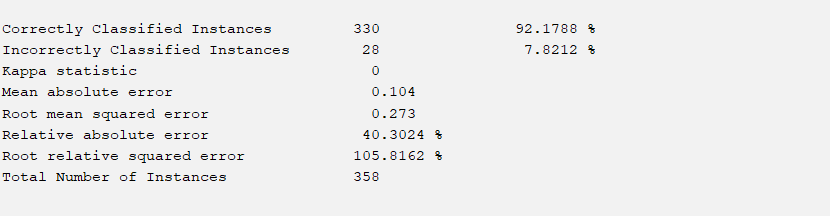 Correctly Classified Instances 330 92.1788 %
Incorrectly Classified Instances 28 7.8212 %
Kappa statistic 0
Mean absolute error 0.104
Root mean squared error 0.273
Relative absolute error 40.3024 %
Root relative squared error 105.8162 %
Total Number of Instances 358